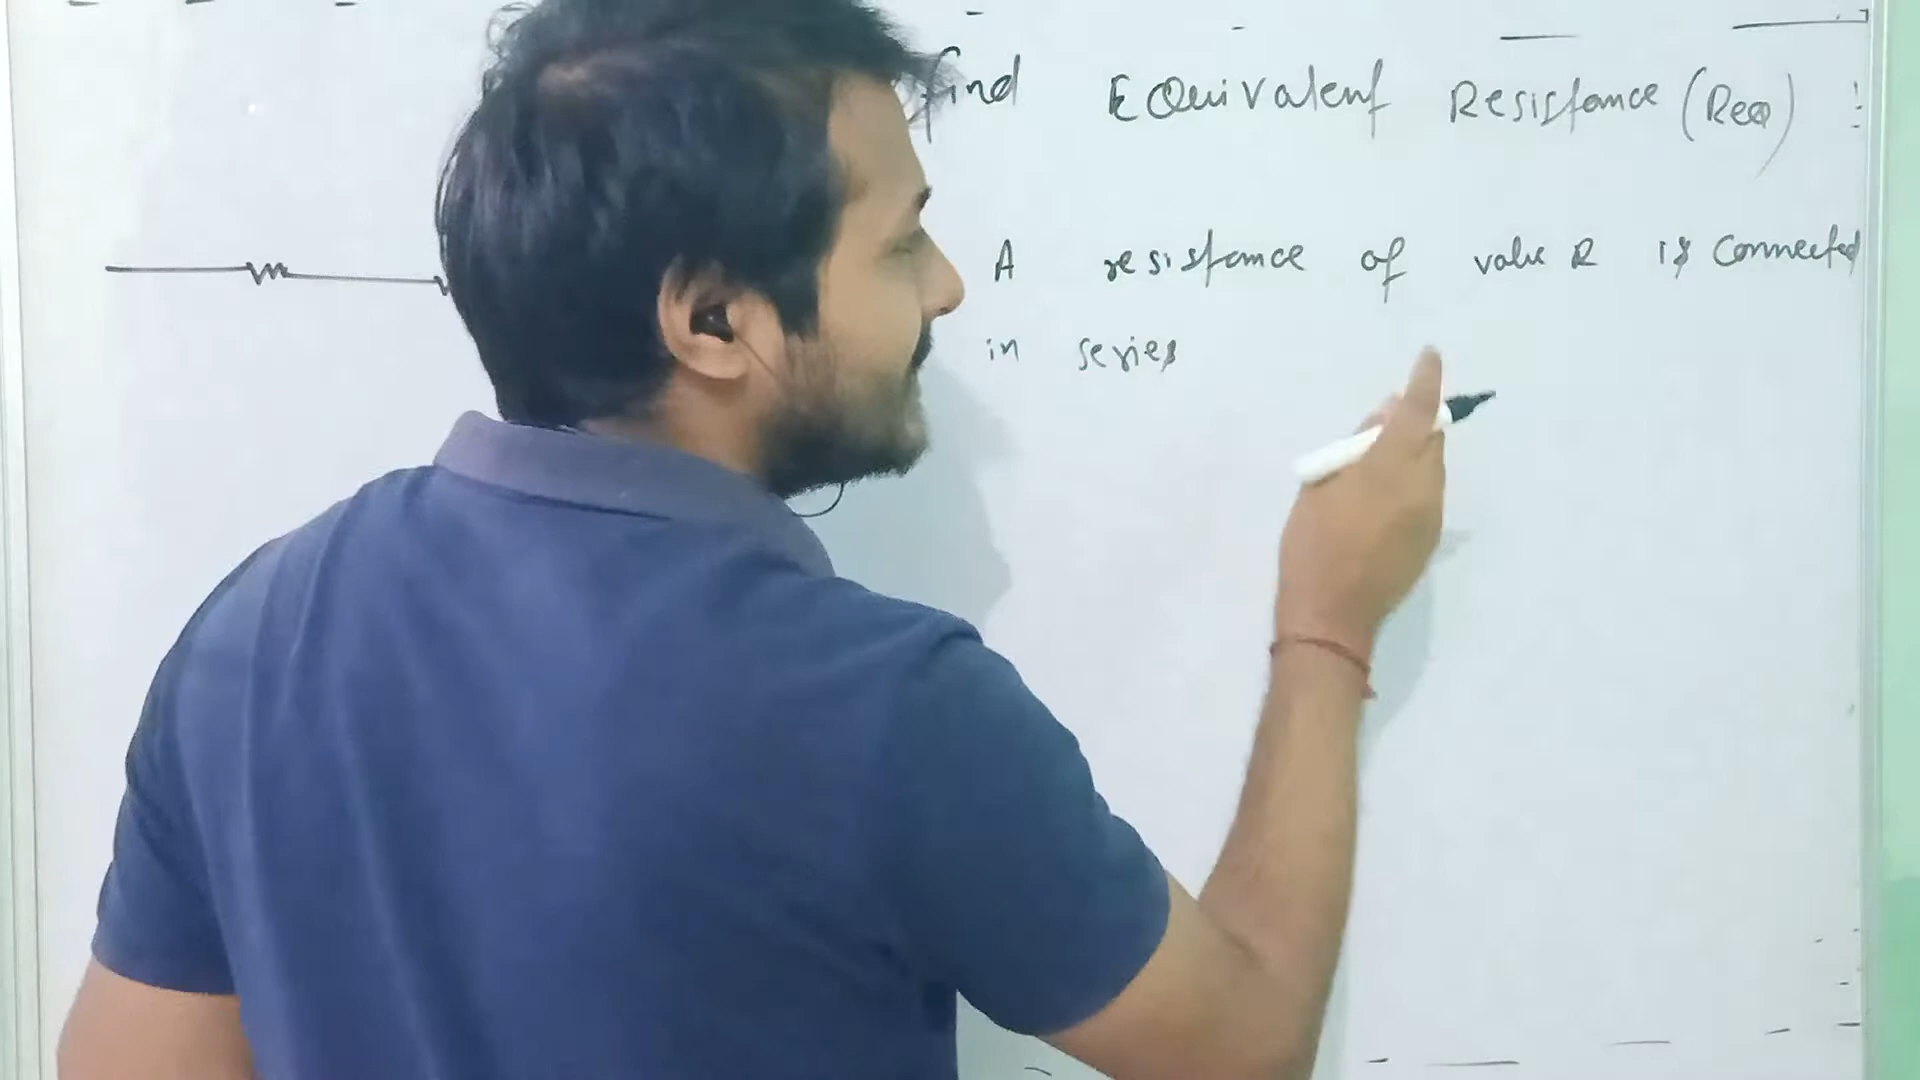 find Equivalent Resistance (Req) :
A resistance of value R is connected
in series